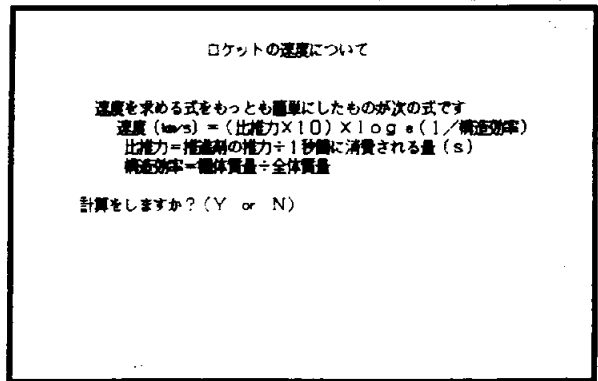 ロケットの速度について
速度を求める式をもっとも簡単にしたものが次の式です
速度(km/s)=(比推力×10)×log e(1/構造効率)
比推力=推進剤の推力÷1秒間に消費される量(s)
構造効率=機体質量÷全体質量
計算をしますか?(Y or N)